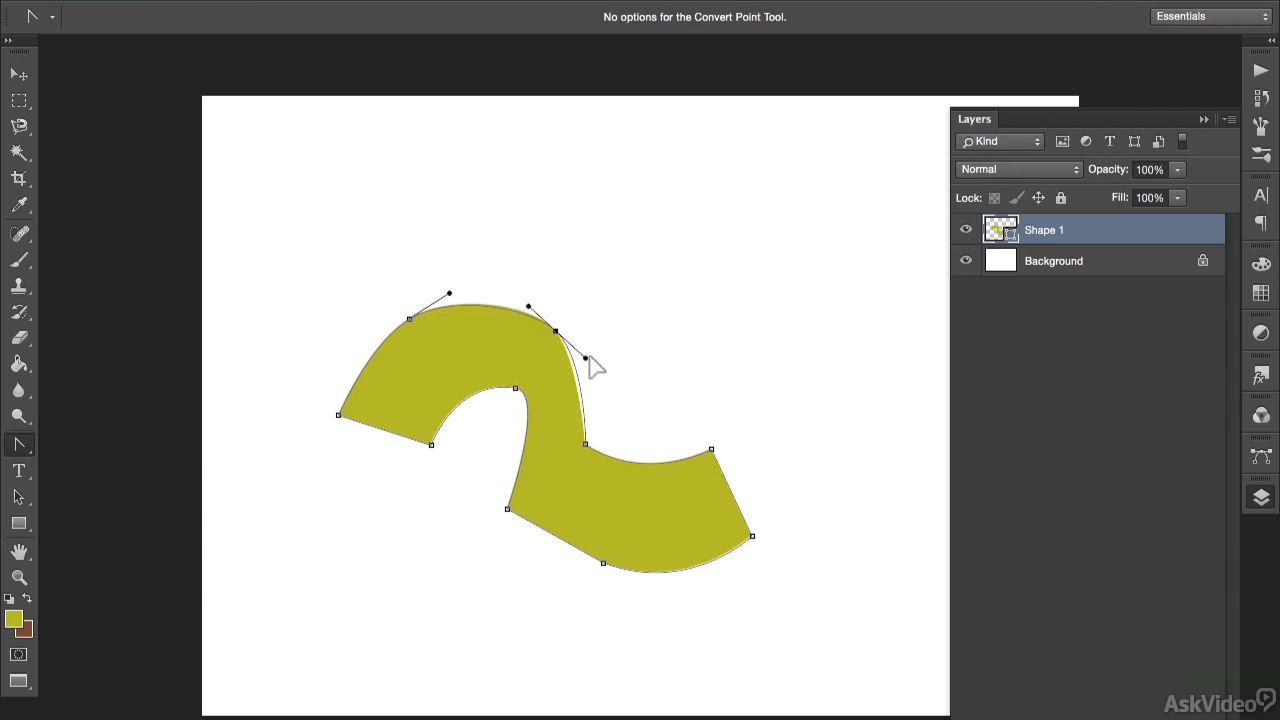 No options for the Convert Point Tool.
Essentials
Layers
Kind
Normal
Opacity: 100%
Lock:
Fill: 100%
Shape 1
Background
AskVideo